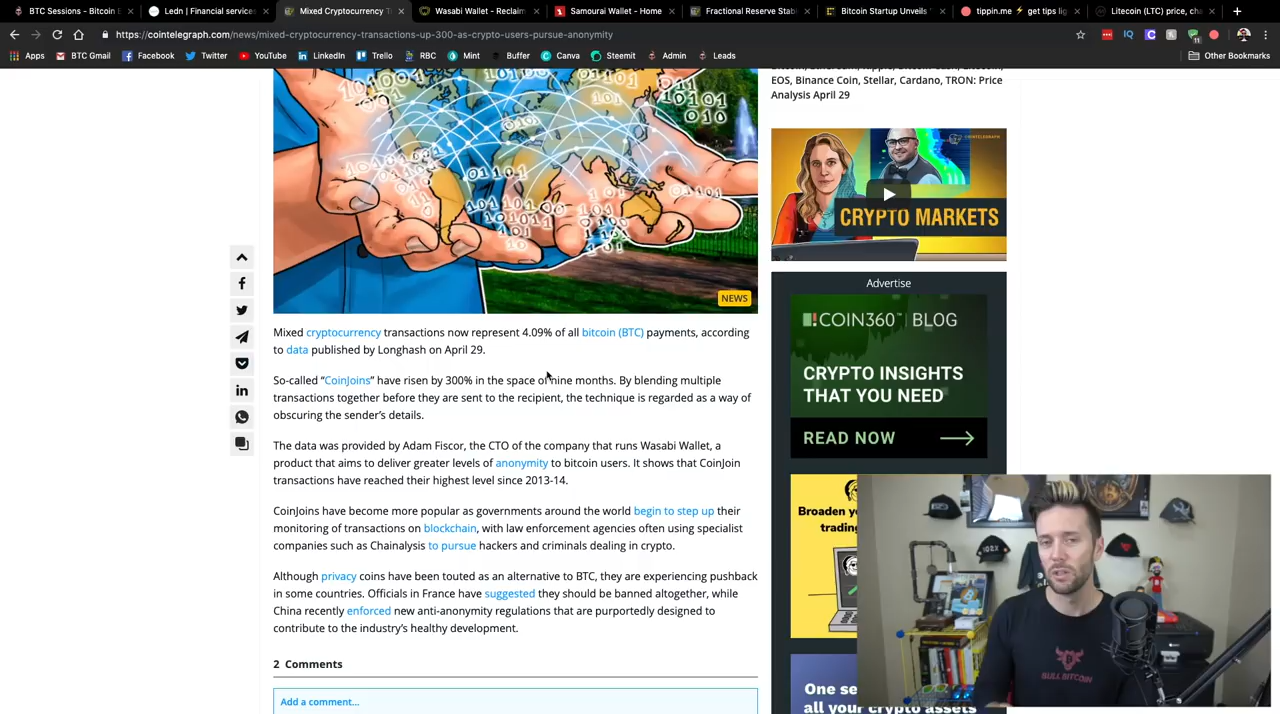 BTC Sessions - Bitcoin B
Ledn | Financial services
Mixed Cryptocurrency T
Wasabi Wallet - Reclaim
Samourai Wallet - Home
Fractional Reserve Stab
Bitcoin Startup Unveils
tippin.me ⚡ get tips lig
Litecoin (LTC) price, cha
https://cointelegraph.com/news/mixed-cryptocurrency-transactions-up-300-as-crypto-users-pursue-anonymity
Apps
BTC Gmail
Facebook
Twitter
YouTube
LinkedIn
Trello
RBC
Mint
Buffer
Canva
Steemit
Admin
Leads
Other Bookmarks
NEWS
Mixed cryptocurrency transactions now represent 4.09% of all bitcoin (BTC) payments, according
to data published by Longhash on April 29.
So-called “CoinJoins” have risen by 300% in the space of nine months. By blending multiple
transactions together before they are sent to the recipient, the technique is regarded as a way of
obscuring the sender’s details.
The data was provided by Adam Fiscor, the CTO of the company that runs Wasabi Wallet, a
product that aims to deliver greater levels of anonymity to bitcoin users. It shows that CoinJoin
transactions have reached their highest level since 2013-14.
CoinJoins have become more popular as governments around the world begin to step up their
monitoring of transactions on blockchain, with law enforcement agencies often using specialist
companies such as Chainalysis to pursue hackers and criminals dealing in crypto.
Although privacy coins have been touted as an alternative to BTC, they are experiencing pushback
in some countries. Officials in France have suggested they should be banned altogether, while
China recently enforced new anti-anonymity regulations that are purportedly designed to
contribute to the industry’s healthy development.
2 Comments
Add a comment...
EOS, Binance Coin, Stellar, Cardano, TRON: Price
Analysis April 29
CRYPTO MARKETS
Advertise
COIN360 | BLOG
CRYPTO INSIGHTS
THAT YOU NEED
READ NOW
Broaden yo
tradin
One se
all your crypto assets
BULL BITCOIN